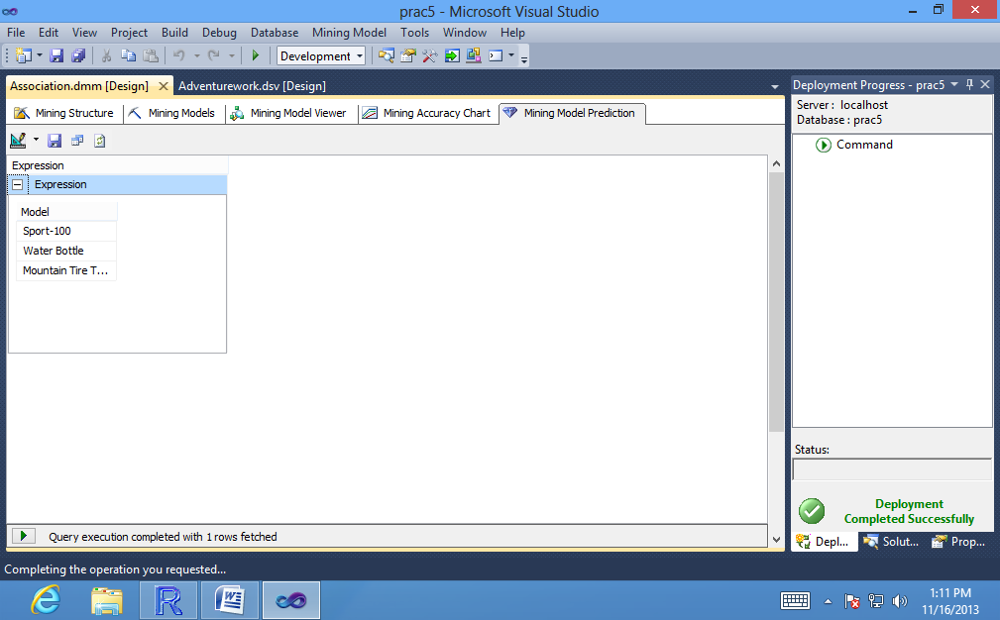 prac5 - Microsoft Visual Studio
File Edit View Project Build Debug Database Mining Model Tools Window Help
Development
Association.dmm [Design] Adventurework.dsv [Design]
Mining Structure Mining Models Mining Model Viewer Mining Accuracy Chart Mining Model Prediction
Expression
Expression
Model
Sport-100
Water Bottle
Mountain Tire T...
Query execution completed with 1 rows fetched
Deployment Progress - prac5
Server : localhost
Database : prac5
Command
Status:
Deployment
Completed Successfully
Depl... Solut... Prop...
Completing the operation you requested...
1:11 PM
11/16/2013